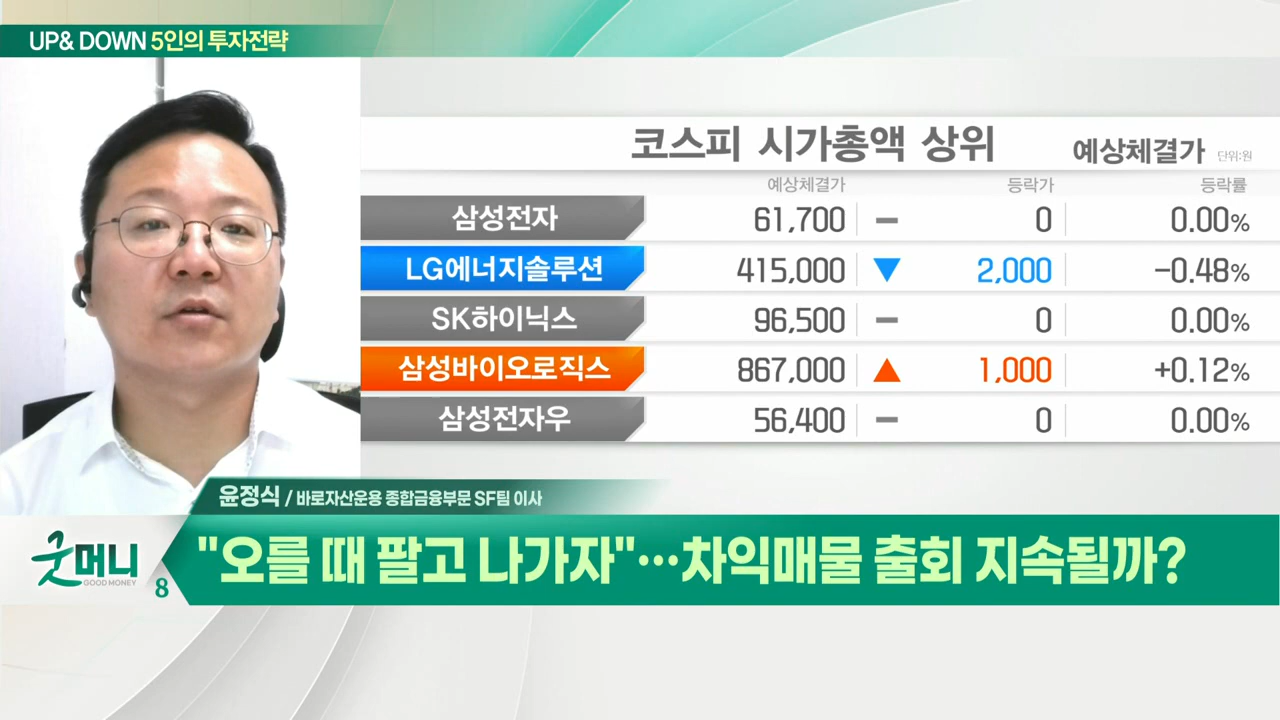 UP& DOWN 5인의 투자전략
코스피 시가총액 상위 예상체결가 단위:원
예상체결가 등락가 등락률
삼성전자 61,700 0 0.00%
LG에너지솔루션 415,000 ▼ 2,000 -0.48%
SK하이닉스 96,500 0 0.00%
삼성바이오로직스 867,000 ▲ 1,000 +0.12%
삼성전자우 56,400 0 0.00%
윤정식 / 바로자산운용 종합금융부문 SF팀 이사
굿머니
GOOD MONEY
8
"오를 때 팔고 나가자"…차익매물 출회 지속될까?